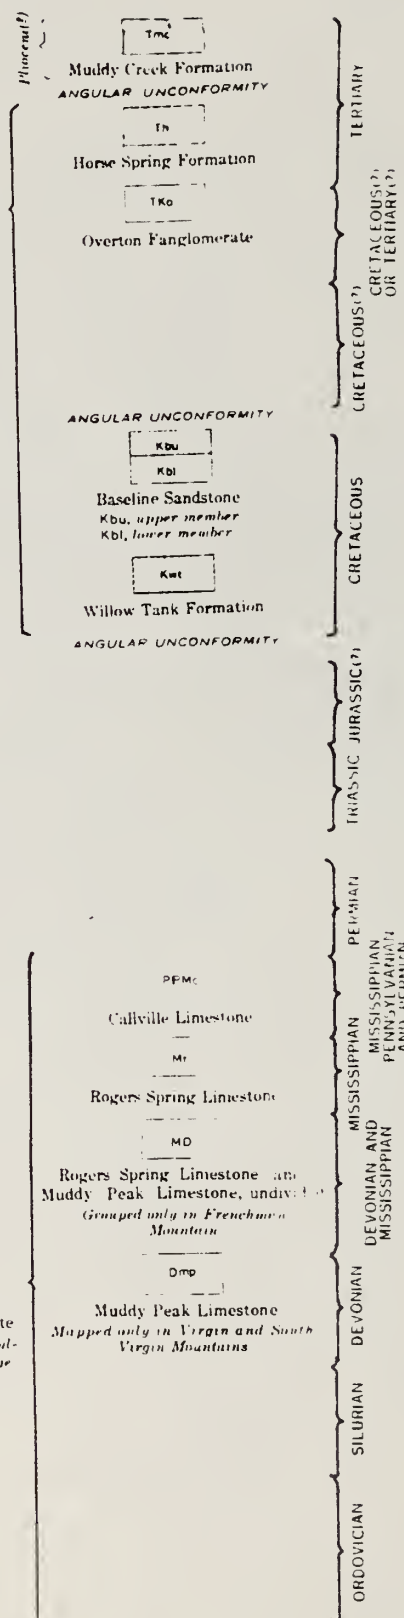 Pliocene(?)
Tmc
Muddy Creek Formation
ANGULAR UNCONFORMITY
Th
Horse Spring Formation
TKo
Overton Fanglomerate
TERTIARY
CRETACEOUS(?)
OR TERTIARY(?)
CRETACEOUS(?)
ANGULAR UNCONFORMITY
Kbu
Kbl
Baseline Sandstone
Kbu, upper member
Kbl, lower member
Kwt
Willow Tank Formation
CRETACEOUS
ANGULAR UNCONFORMITY
JURASSIC(?)
TRIASSIC
PERMIAN
PPMc
Callville Limestone
MISSISSIPPIAN
PENNSYLVANIAN
AND PERMIAN
Mr
Rogers Spring Limestone
MISSISSIPPIAN
MD
Rogers Spring Limestone
Muddy Peak Limestone,
Grouped only in Frenchman
Mountain
DEVONIAN AND
MISSISSIPPIAN
Dmp
Muddy Peak Limestone
Mapped only in Virgin and South
Virgin Mountains
DEVONIAN
te
al-
SILURIAN
ORDOVICIAN